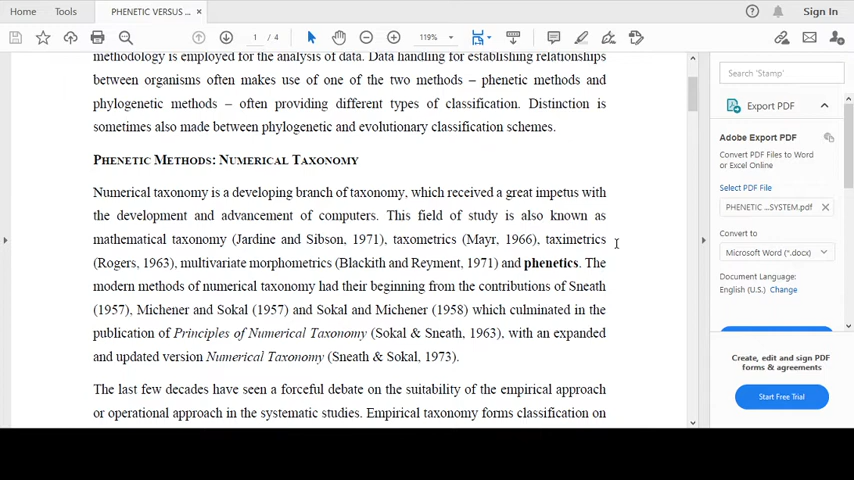 Home
Tools
PHENETIC VERSUS ... ×
Sign In
1 / 4
119%
methodology is employed for the analysis of data. Data handling for establishing relationships
between organisms often makes use of one of the two methods – phenetic methods and
phylogenetic methods – often providing different types of classification. Distinction is
sometimes also made between phylogenetic and evolutionary classification schemes.
PHENETIC METHODS: NUMERICAL TAXONOMY
Numerical taxonomy is a developing branch of taxonomy, which received a great impetus with
the development and advancement of computers. This field of study is also known as
mathematical taxonomy (Jardine and Sibson, 1971), taxometrics (Mayr, 1966), taximetrics
(Rogers, 1963), multivariate morphometrics (Blackith and Reyment, 1971) and phenetics. The
modern methods of numerical taxonomy had their beginning from the contributions of Sneath
(1957), Michener and Sokal (1957) and Sokal and Michener (1958) which culminated in the
publication of Principles of Numerical Taxonomy (Sokal & Sneath, 1963), with an expanded
and updated version Numerical Taxonomy (Sneath & Sokal, 1973).
The last few decades have seen a forceful debate on the suitability of the empirical approach
or operational approach in the systematic studies. Empirical taxonomy forms classification on
Search 'Stamp'
Export PDF
Adobe Export PDF
Convert PDF Files to Word
or Excel Online
Select PDF File
PHENETIC ...SYSTEM.pdf
Convert to
Microsoft Word (*.docx)
Document Language:
English (U.S.) Change
Create, edit and sign PDF
forms & agreements
Start Free Trial